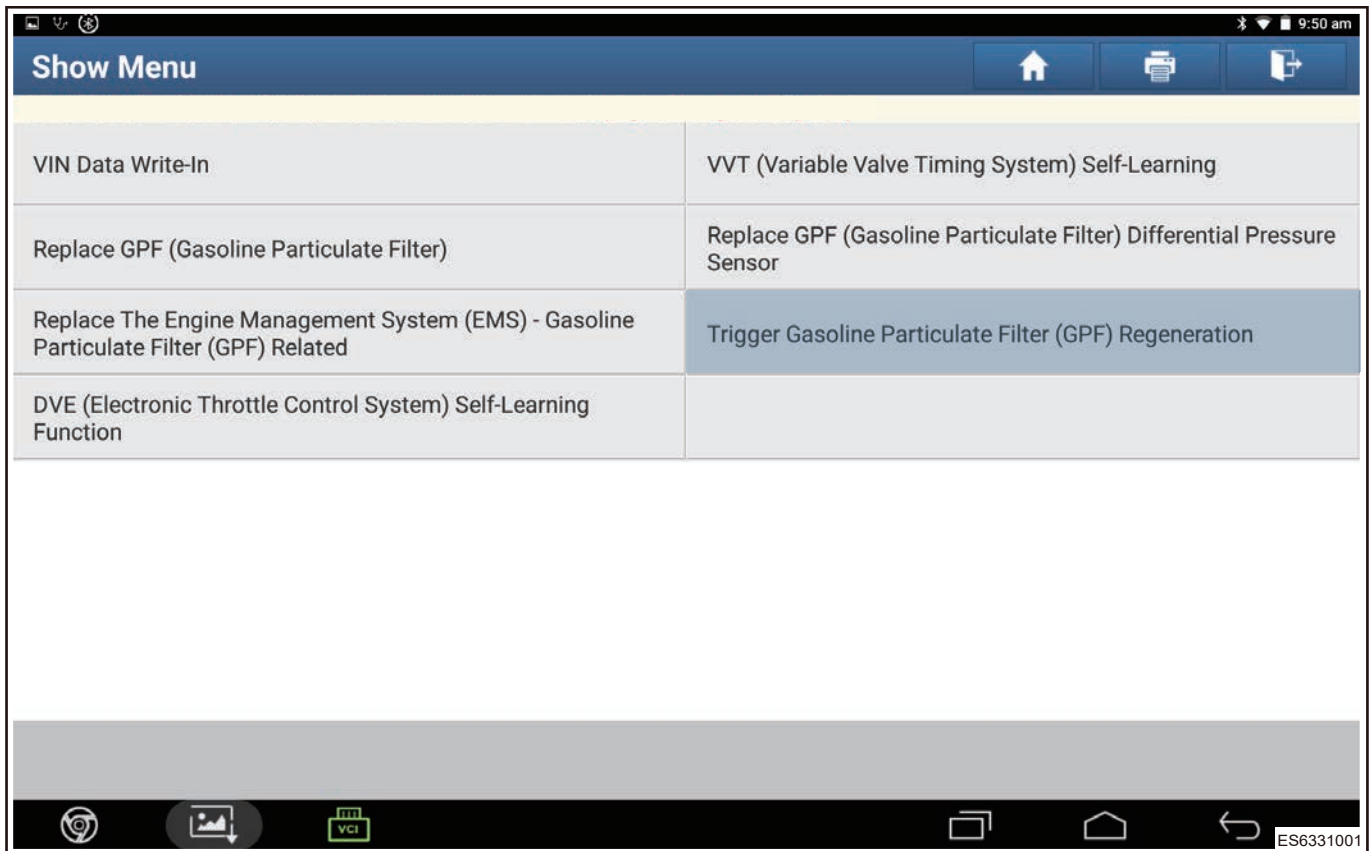 9:50 am
Show Menu
VIN Data Write-In
VVT (Variable Valve Timing System) Self-Learning
Replace GPF (Gasoline Particulate Filter)
Replace GPF (Gasoline Particulate Filter) Differential Pressure
Sensor
Replace The Engine Management System (EMS) - Gasoline
Particulate Filter (GPF) Related
Trigger Gasoline Particulate Filter (GPF) Regeneration
DVE (Electronic Throttle Control System) Self-Learning
Function
VCI
ES6331001